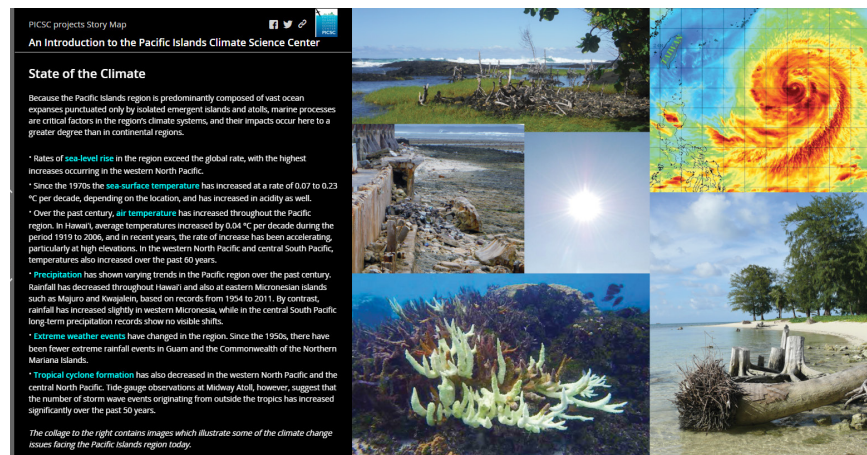 PICSC projects Story Map
PICSC
An Introduction to the Pacific Islands Climate Science Center
State of the Climate
Because the Pacific Islands region is predominantly composed of vast ocean
expanses punctuated only by isolated emergent islands and atolls, marine processes
are critical factors in the region's climate systems, and their impacts occur here to a
greater degree than in continental regions.
· Rates of sea-level rise in the region exceed the global rate, with the highest
increases occurring in the western North Pacific.
· Since the 1970s the sea-surface temperature has increased at a rate of 0.07 to 0.23
°C per decade, depending on the location, and has increased in acidity as well.
· Over the past century, air temperature has increased throughout the Pacific
region. In Hawai'i, average temperatures increased by 0.04 °C per decade during the
period 1919 to 2006, and in recent years, the rate of increase has been accelerating,
particularly at high elevations. In the western North Pacific and central South Pacific,
temperatures also increased over the past 60 years.
· Precipitation has shown varying trends in the Pacific region over the past century.
Rainfall has decreased throughout Hawai'i and also at eastern Micronesian islands
such as Majuro and Kwajalein, based on records from 1954 to 2011. By contrast,
rainfall has increased slightly in western Micronesia, while in the central South Pacific
long-term precipitation records show no visible shifts.
· Extreme weather events have changed in the region. Since the 1950s, there have
been fewer extreme rainfall events in Guam and the Commonwealth of the Northern
Mariana Islands.
· Tropical cyclone formation has also decreased in the western North Pacific and the
central North Pacific. Tide-gauge observations at Midway Atoll, however, suggest that
the number of storm wave events originating from outside the tropics has increased
significantly over the past 50 years.
The collage to the right contains images which illustrate some of the climate change
issues facing the Pacific Islands region today.
TAIWAN